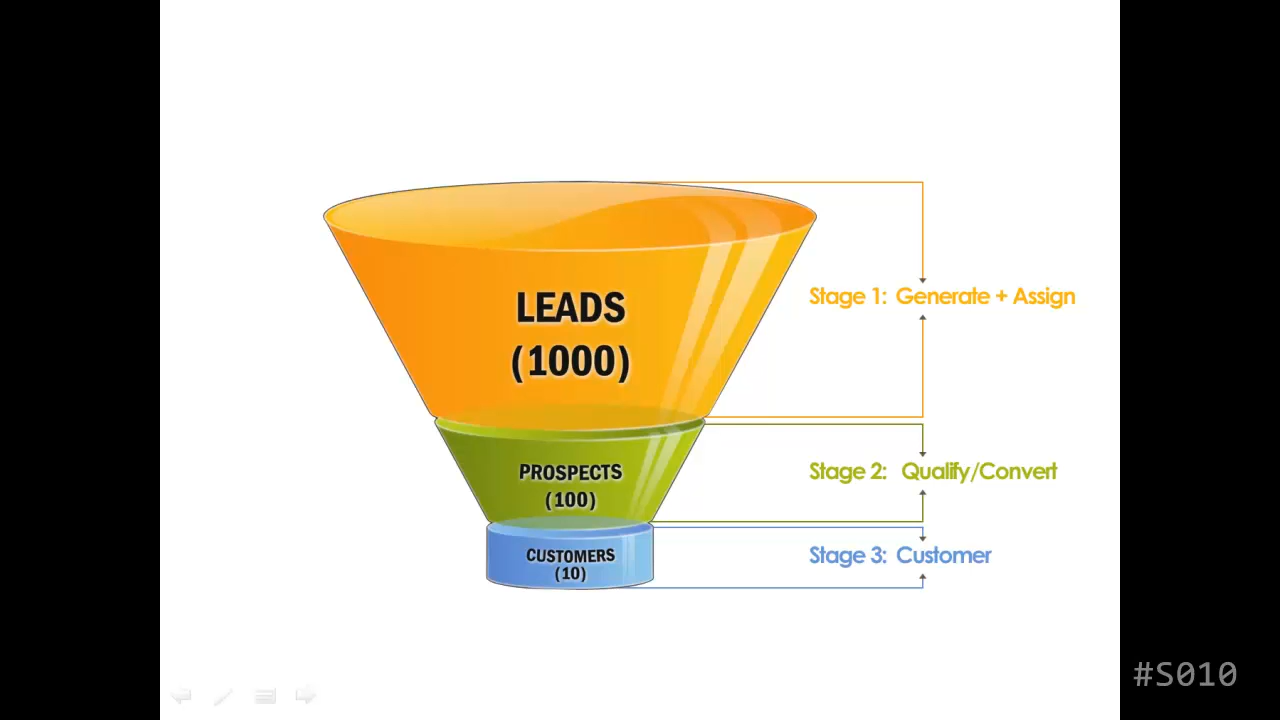 LEADS
(1000)
Stage 1: Generate + Assign
PROSPECTS
(100)
Stage 2: Qualify/Convert
CUSTOMERS
(10)
Stage 3: Customer
#S010